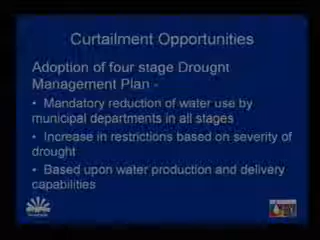 Curtailment Opportunities
Adoption of four stage Drought
Management Plan -
• Mandatory reduction of water use by
municipal departments in all stages
• Increase in restrictions based on severity of
drought
• Based upon water production and delivery
capabilities